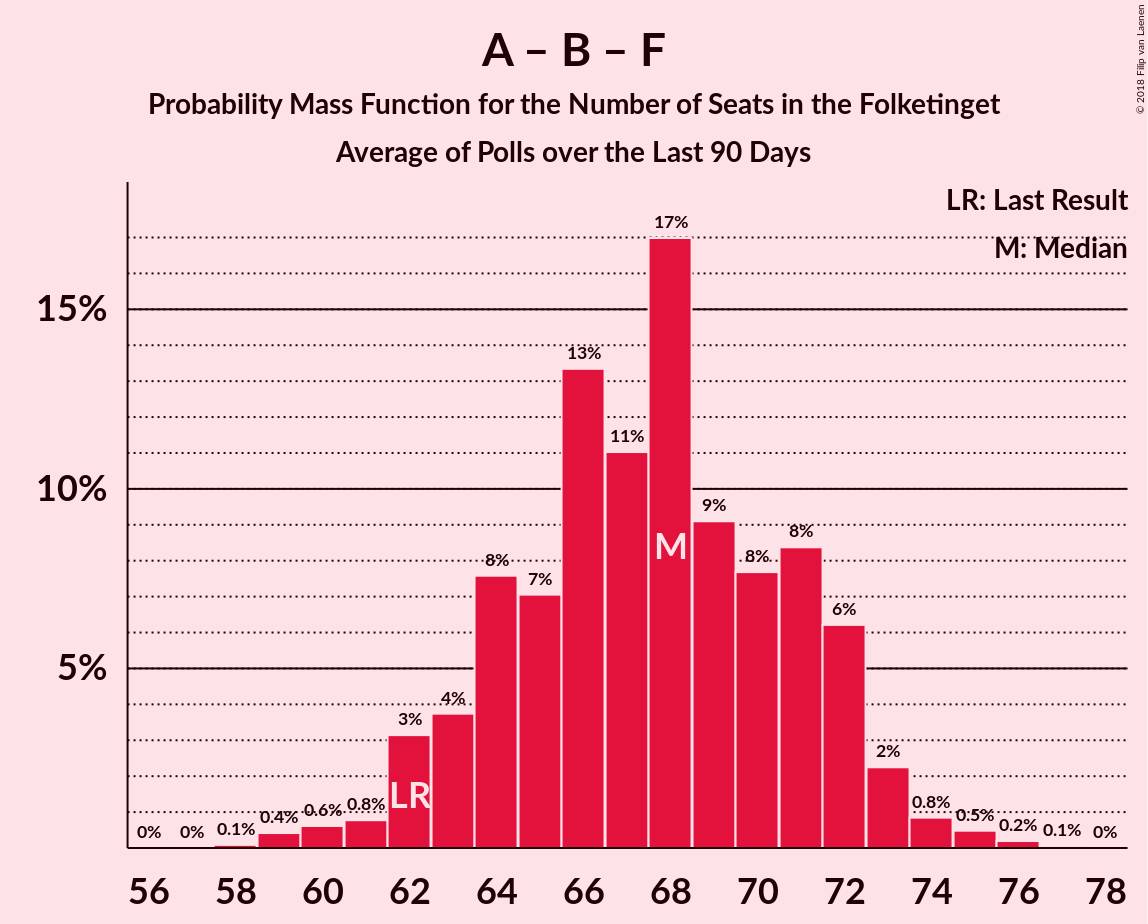 A – B – F
Probability Mass Function for the Number of Seats in the Folketinget
Average of Polls over the Last 90 Days
© 2018 Filip van Laenen
LR: Last Result
M: Median
17%
15%
13%
11%
10%
9%
8%
8%
8%
7%
6%
5%
4%
3%
2%
M
LR
0%
0%
0.1%
0.4%
0.6%
0.8%
0.8%
0.5%
0.2%
0.1%
0%
56 58 60 62 64 66 68 70 72 74 76 78